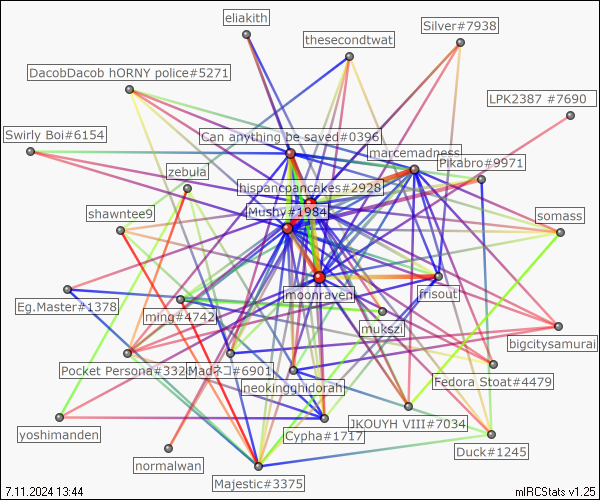 eliakith
thesecondtwat
Silver#7938
DacobDacob hORNY police#5271
LPK2387 #7690
Swirly Boi#6154
Can anything be saved#0396
marcemadness
Pikabro#9971
zebula
hispancpancakes#2928
shawntee9
Mushy#1984
somass
moonraven
frisout
Eg.Master#1378
ming#4742
mukszi
bigcitysamurai
Pocket Persona#332
Madネコ#6901
neokingghidorah
Fedora Stoat#4479
yoshimanden
Cypha#1717
JKOUYH VIII#7034
normalwan
Duck#1245
Majestic#3375
7.11.2024 13:44
mIRCStats v1.25